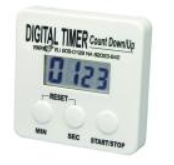 DIGITAL TIMER Count Down/Up
0123
RESET
MIN SEC START/STOP